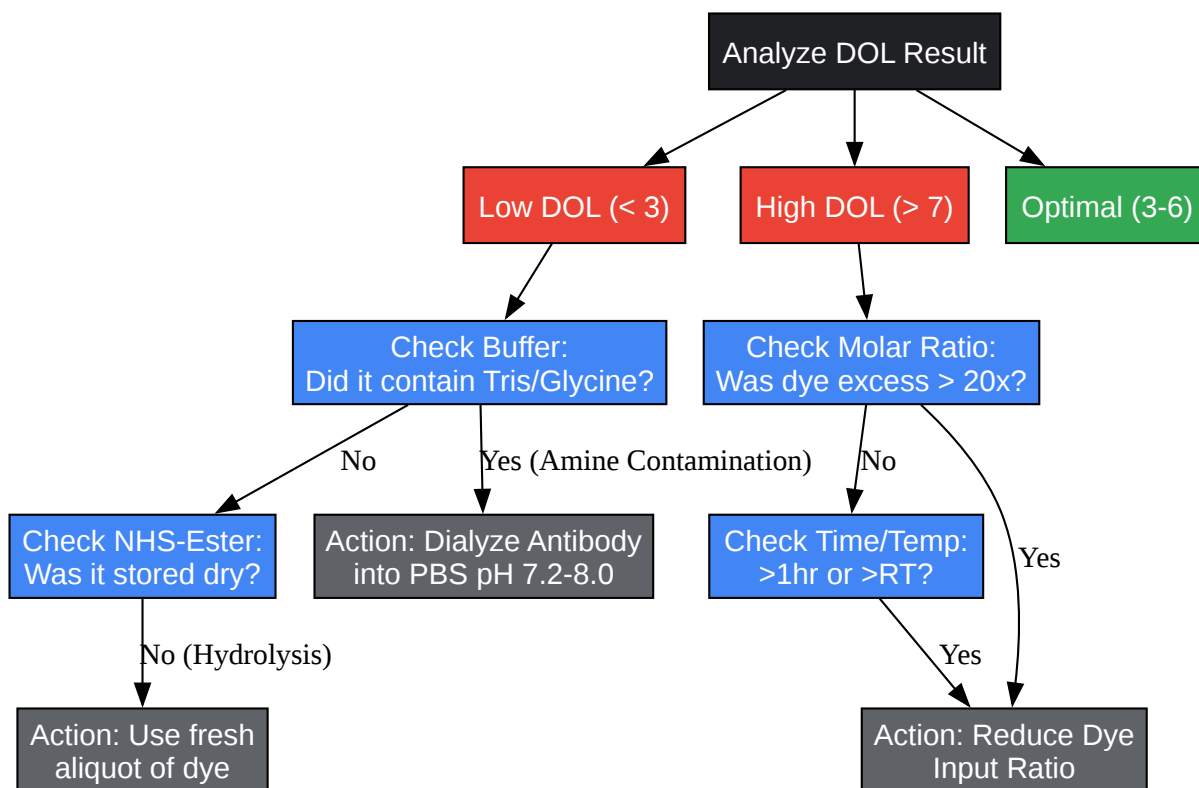 Analyze DOL Result
Low DOL (< 3)
High DOL (> 7)
Optimal (3-6)
Check Buffer:
Did it contain Tris/Glycine?
Check Molar Ratio:
Was dye excess > 20x?
No
Yes (Amine Contamination)
No
Yes
Check NHS-Ester:
Was it stored dry?
Action: Dialyze Antibody
into PBS pH 7.2-8.0
Check Time/Temp:
>1hr or >RT?
No (Hydrolysis)
Yes
Action: Use fresh
aliquot of dye
Action: Reduce Dye
Input Ratio